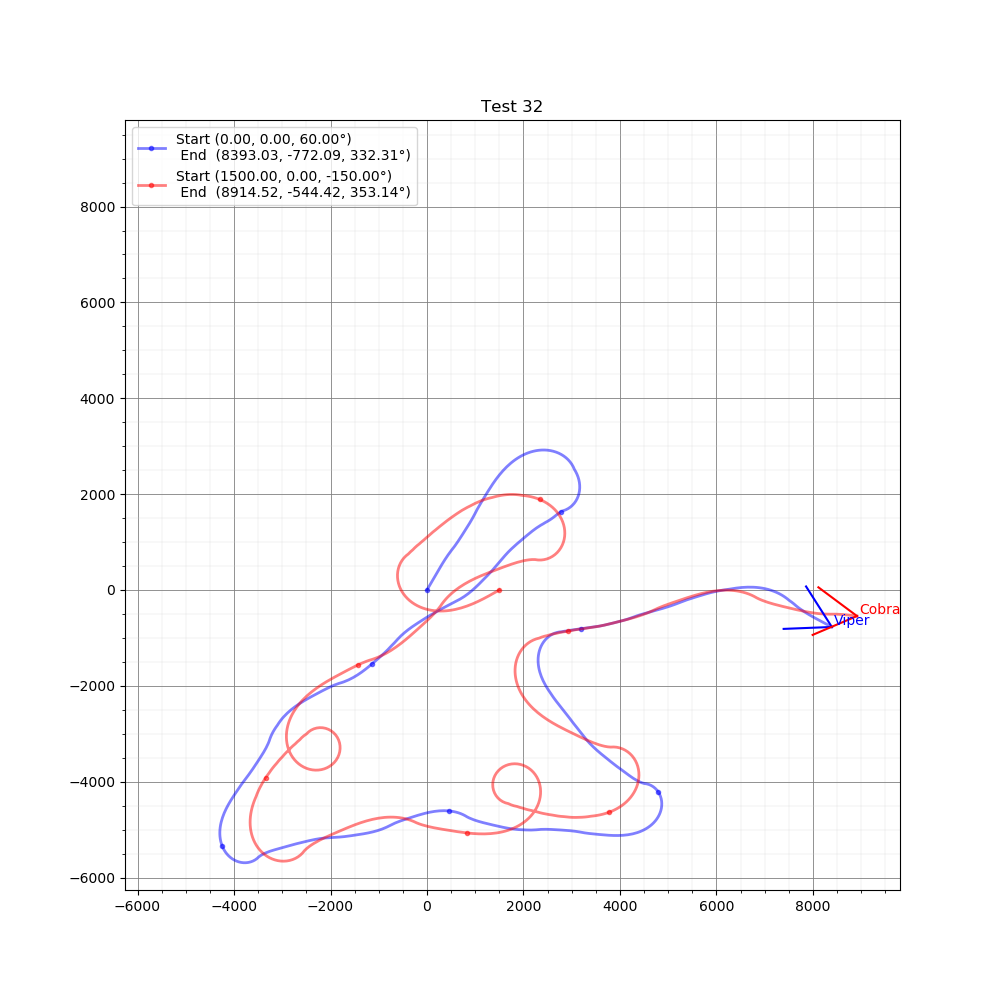 Test 32
Start (0.00, 0.00, 60.00°)
End (8393.03, -772.09, 332.31°)
Start (1500.00, 0.00, -150.00°)
End (8914.52, -544.42, 353.14°)
8000
6000
4000
2000
0
−2000
−4000
−6000
Cobra
Viper
−6000 −4000 −2000 0 2000 4000 6000 8000